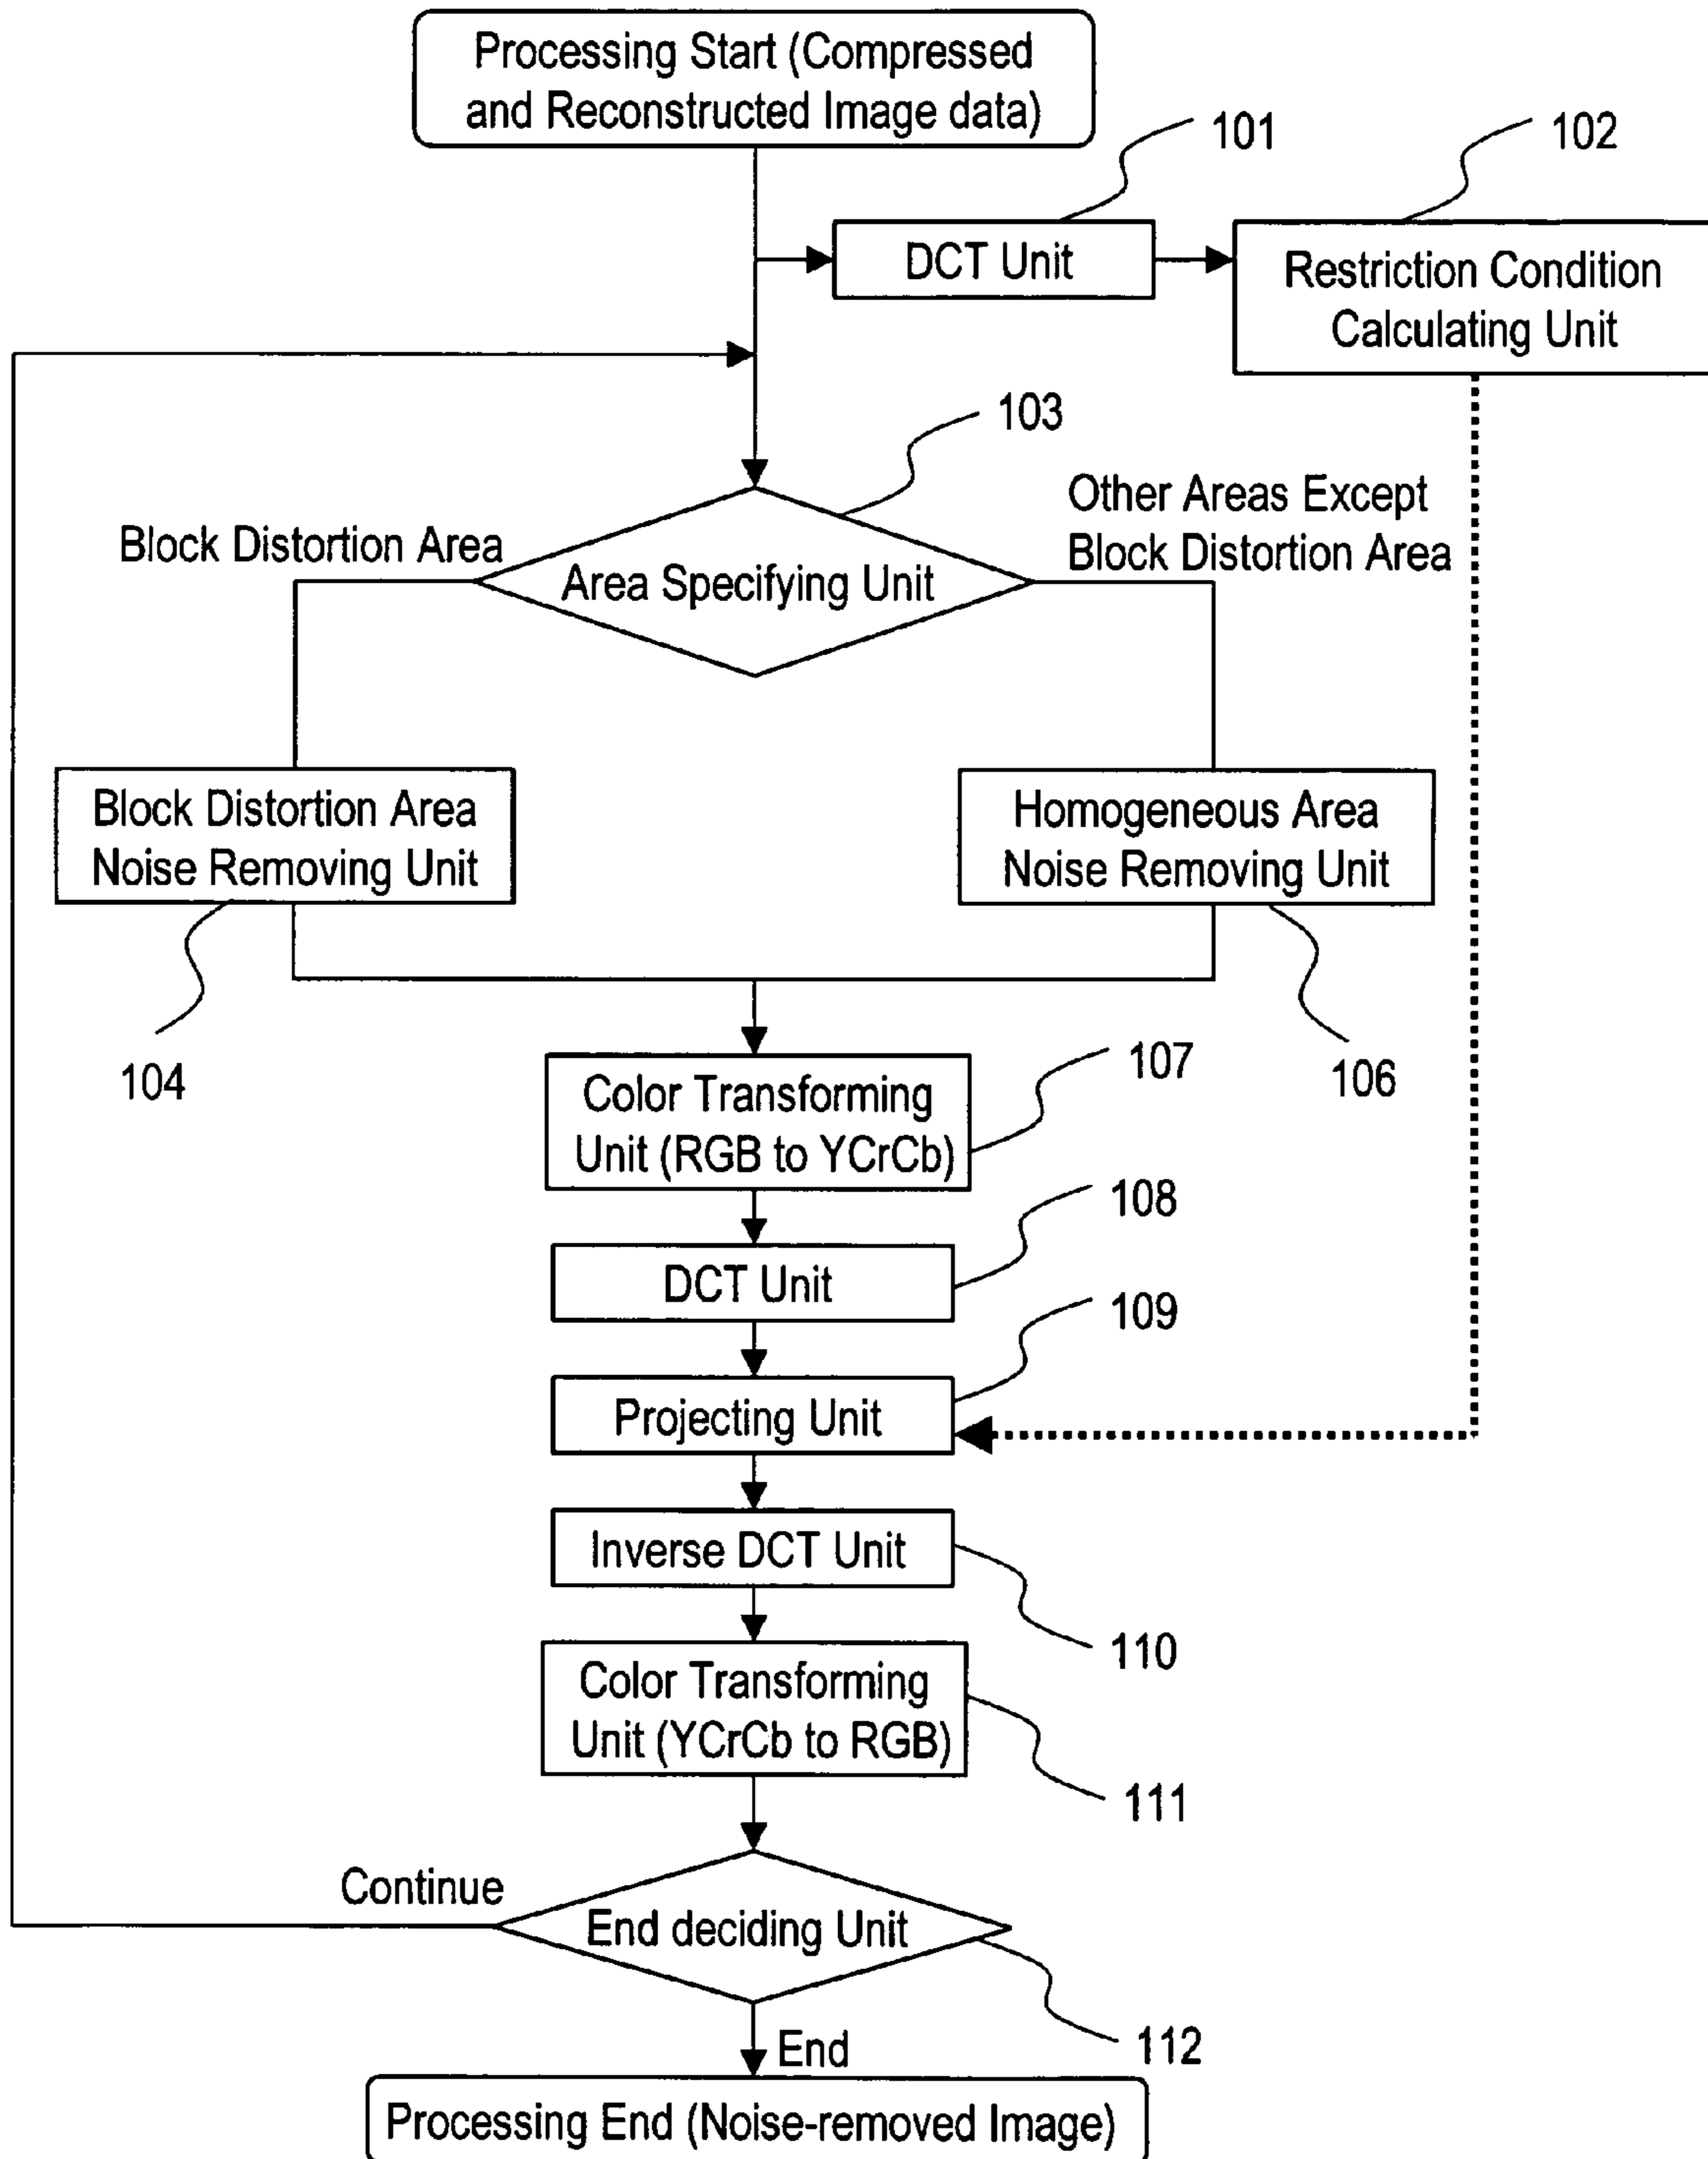 Processing Start (Compressed
and Reconstructed Image data)
101
102
DCT Unit
Restriction Condition
Calculating Unit
103
Other Areas Except
Block Distortion Area
Block Distortion Area
Area Specifying Unit
Block Distortion Area
Noise Removing Unit
Homogeneous Area
Noise Removing Unit
104
106
107
Color Transforming
Unit (RGB to YCrCb)
108
DCT Unit
109
Projecting Unit
Inverse DCT Unit
110
Color Transforming
Unit (YCrCb to RGB)
111
Continue
End deciding Unit
112
End
Processing End (Noise-removed Image)